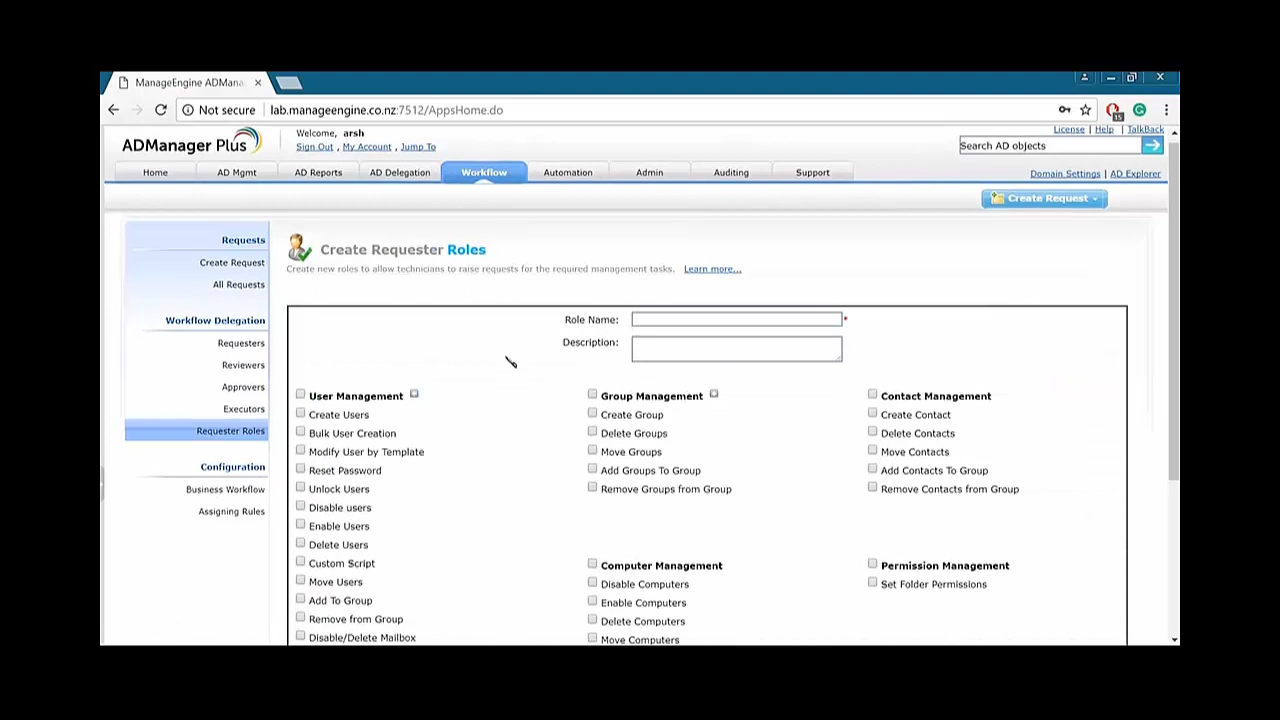 ManageEngine ADMana
Not secure lab.manageengine.co.nz:7512/AppsHome.do
15
License | Help | TalkBack
ADManager Plus
Welcome, arsh
Sign Out , My Account , Jump To
Search AD objects
Home AD Mgmt AD Reports AD Delegation Workflow Automation Admin Auditing Support
Domain Settings | AD Explorer
Create Request
Requests
Create Request
All Requests
Workflow Delegation
Requesters
Reviewers
Approvers
Executors
Requester Roles
Configuration
Business Workflow
Assigning Rules
Create Requester Roles
Create new roles to allow technicians to raise requests for the required management tasks. Learn more...
Role Name: *
Description:
User Management
Create Users
Bulk User Creation
Modify User by Template
Reset Password
Unlock Users
Disable users
Enable Users
Delete Users
Custom Script
Move Users
Add To Group
Remove from Group
Disable/Delete Mailbox
Group Management
Create Group
Delete Groups
Move Groups
Add Groups To Group
Remove Groups from Group
Computer Management
Disable Computers
Enable Computers
Delete Computers
Move Computers
Contact Management
Create Contact
Delete Contacts
Move Contacts
Add Contacts To Group
Remove Contacts from Group
Permission Management
Set Folder Permissions